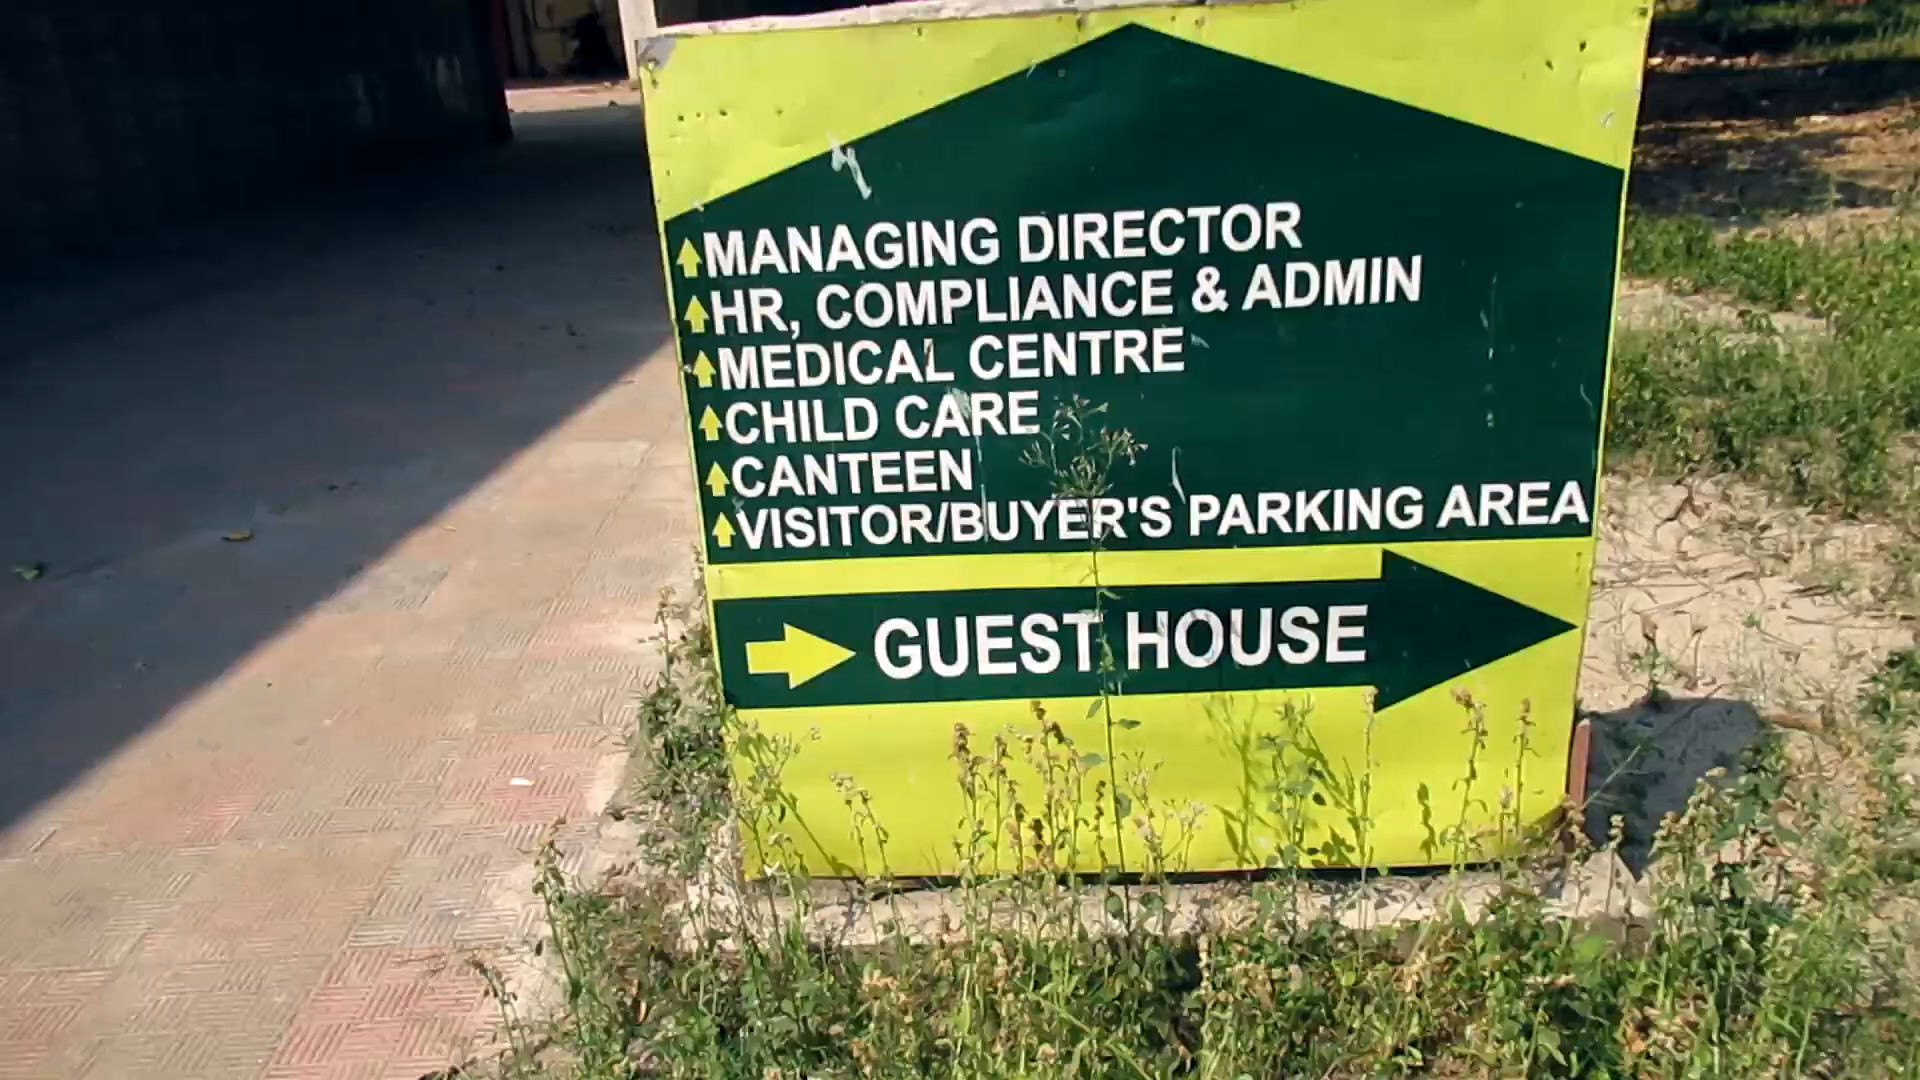 MANAGING DIRECTOR
HR, COMPLIANCE & ADMIN
MEDICAL CENTRE
CHILD CARE
CANTEEN
VISITOR/BUYER'S PARKING AREA
GUEST HOUSE